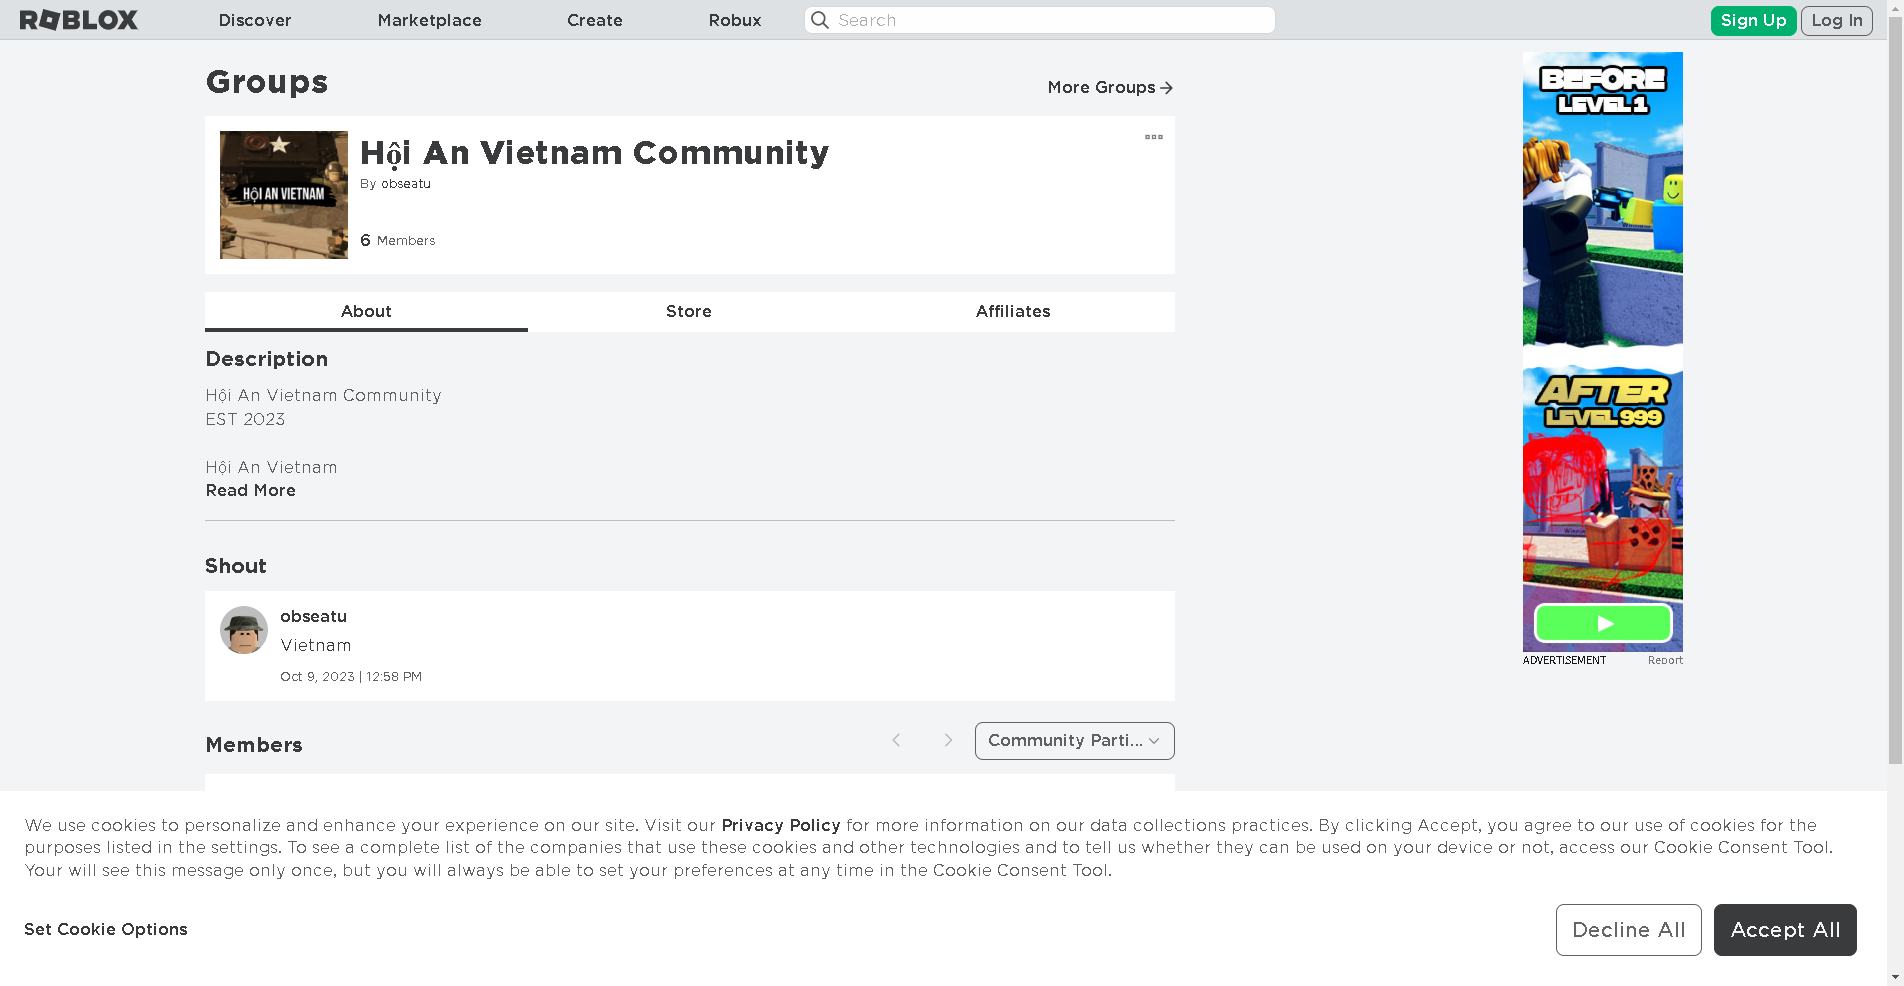 ROBLOX
Discover
Marketplace
Create
Robux
Search
Sign Up
Log In
Groups
More Groups
HỘI AN VIETNAM
Hội An Vietnam Community
By obseatu
6 Members
About
Store
Affiliates
Description
Hội An Vietnam Community
EST 2023
Hội An Vietnam
Read More
Shout
obseatu
Vietnam
Oct 9, 2023 | 12:58 PM
Members
Community Parti...
BEFORE
LEVEL 1
AFTER
LEVEL 999
ADVERTISEMENT
Report
We use cookies to personalize and enhance your experience on our site. Visit our Privacy Policy for more information on our data collections practices. By clicking Accept, you agree to our use of cookies for the
purposes listed in the settings. To see a complete list of the companies that use these cookies and other technologies and to tell us whether they can be used on your device or not, access our Cookie Consent Tool.
Your will see this message only once, but you will always be able to set your preferences at any time in the Cookie Consent Tool.
Set Cookie Options
Decline All
Accept All